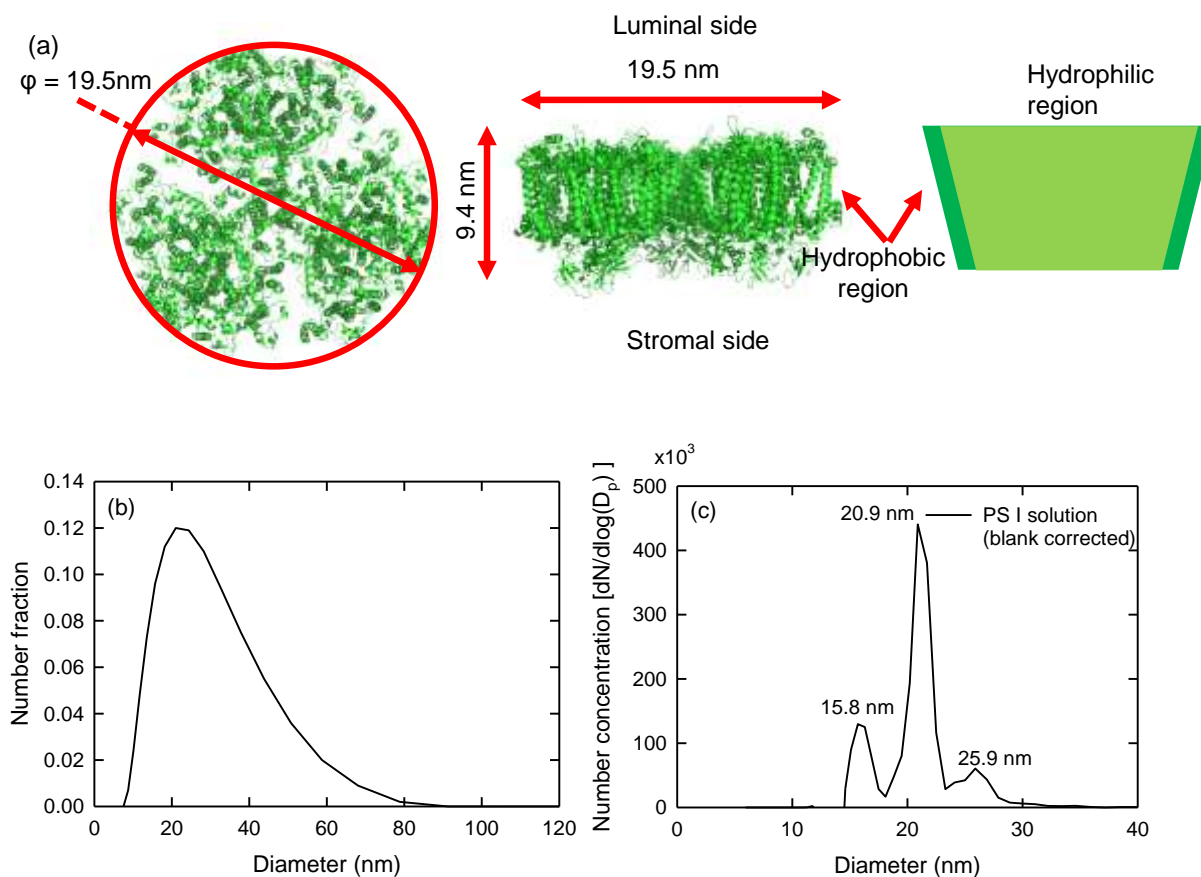 (a)
φ = 19.5nm
Luminal side
19.5 nm
9.4 nm
Hydrophobic
region
Stromal side
Hydrophilic
region
(b)
Number fraction
0.14
0.12
0.10
0.08
0.06
0.04
0.02
0.00
0 20 40 60 80 100 120
Diameter (nm)
(c)
x10³
Number concentration [dN/dlog(Dₚ) ]
500
400
300
200
100
0
20.9 nm
PS I solution
(blank corrected)
15.8 nm
25.9 nm
0 10 20 30 40
Diameter (nm)